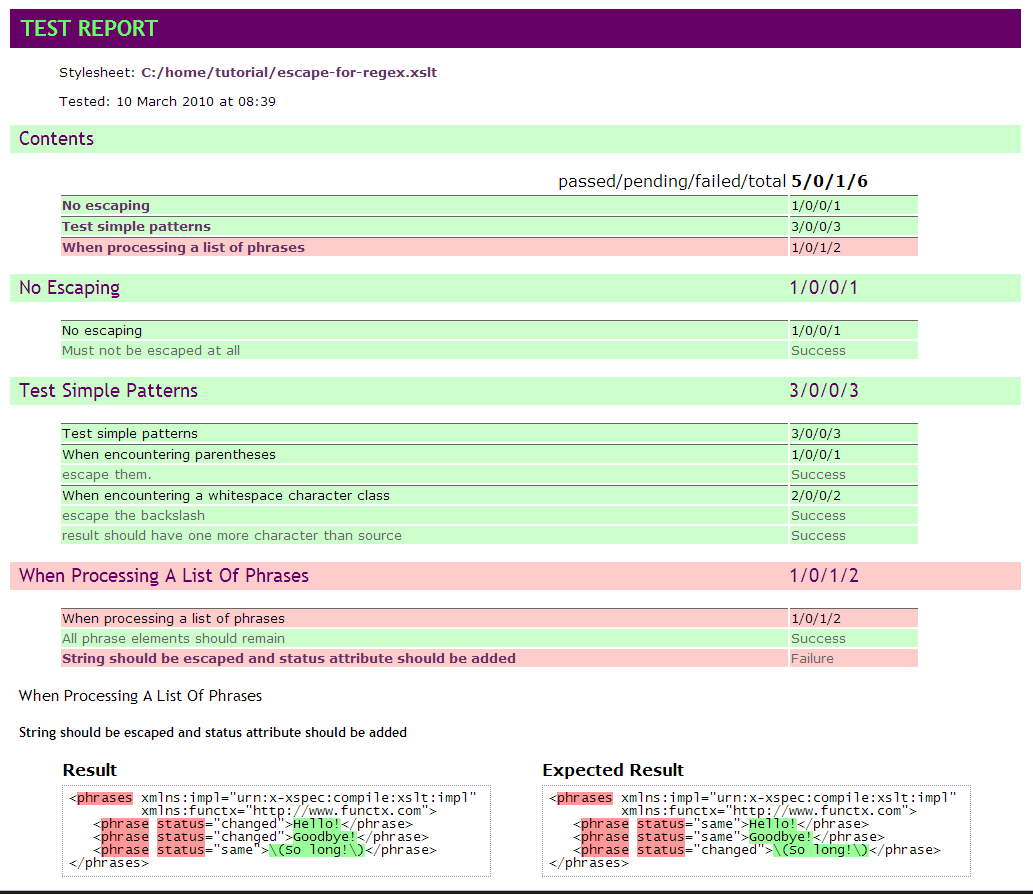 TEST REPORT
Stylesheet: C:/home/tutorial/escape-for-regex.xslt
Tested: 10 March 2010 at 08:39
Contents
passed/pending/failed/total 5/0/1/6
No escaping 1/0/0/1
Test simple patterns 3/0/0/3
When processing a list of phrases 1/0/1/2
No Escaping 1/0/0/1
No escaping 1/0/0/1
Must not be escaped at all Success
Test Simple Patterns 3/0/0/3
Test simple patterns 3/0/0/3
When encountering parentheses 1/0/0/1
escape them. Success
When encountering a whitespace character class 2/0/0/2
escape the backslash Success
result should have one more character than source Success
When Processing A List Of Phrases 1/0/1/2
When processing a list of phrases 1/0/1/2
All phrase elements should remain Success
String should be escaped and status attribute should be added Failure
When Processing A List Of Phrases
String should be escaped and status attribute should be added
Result
<phrases xmlns:impl="urn:x-xspec:compile:xslt:impl"
xmlns:functx="http://www.functx.com">
<phrase status="changed">Hello!</phrase>
<phrase status="changed">Goodbye!</phrase>
<phrase status="same">\(So long!\)</phrase>
</phrases>
Expected Result
<phrases xmlns:impl="urn:x-xspec:compile:xslt:impl"
xmlns:functx="http://www.functx.com">
<phrase status="same">Hello!</phrase>
<phrase status="same">Goodbye!</phrase>
<phrase status="changed">\(So long!\)</phrase>
</phrases>